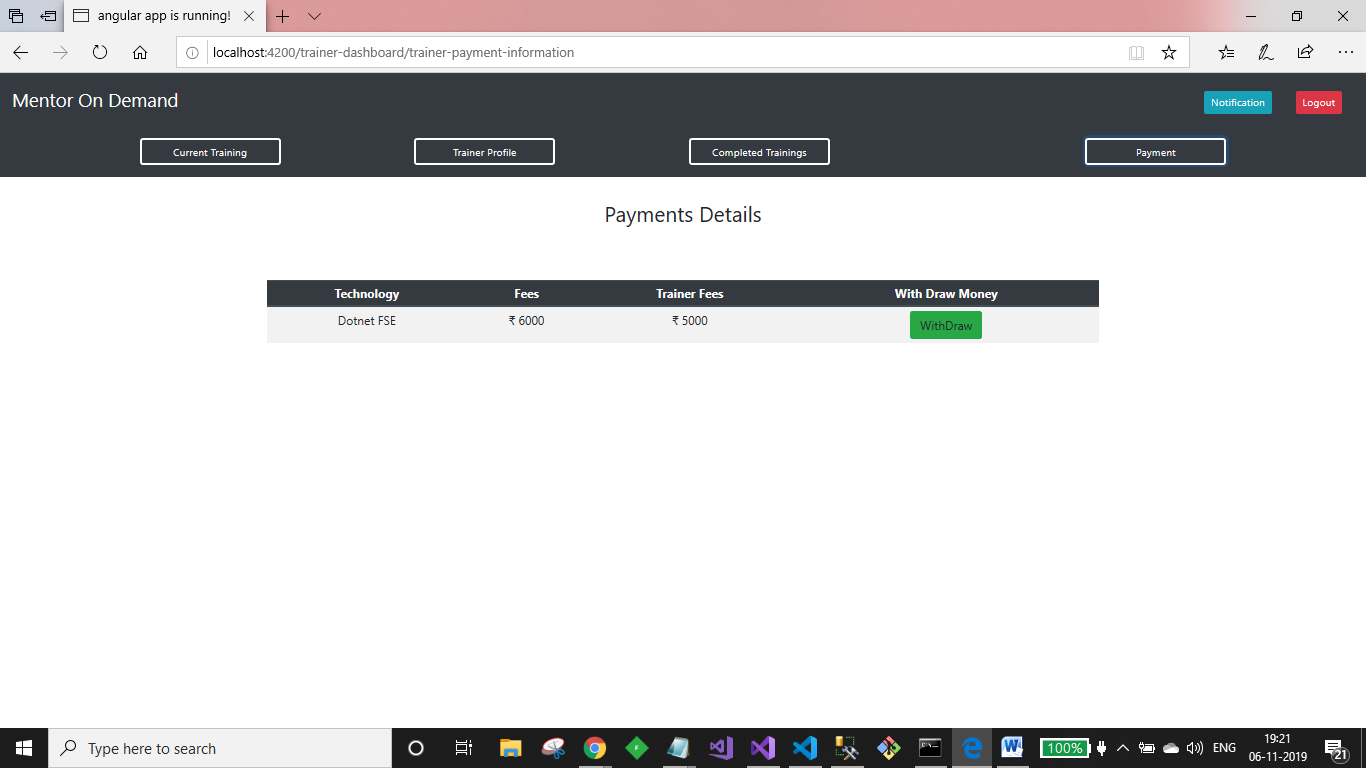 angular app is running!
localhost:4200/trainer-dashboard/trainer-payment-information
Mentor On Demand
Notification
Logout
Current Training
Trainer Profile
Completed Trainings
Payment
Payments Details
Technology Fees Trainer Fees With Draw Money
Dotnet FSE ₹ 6000 ₹ 5000 WithDraw
Type here to search
100%
ENG
19:21
06-11-2019
21